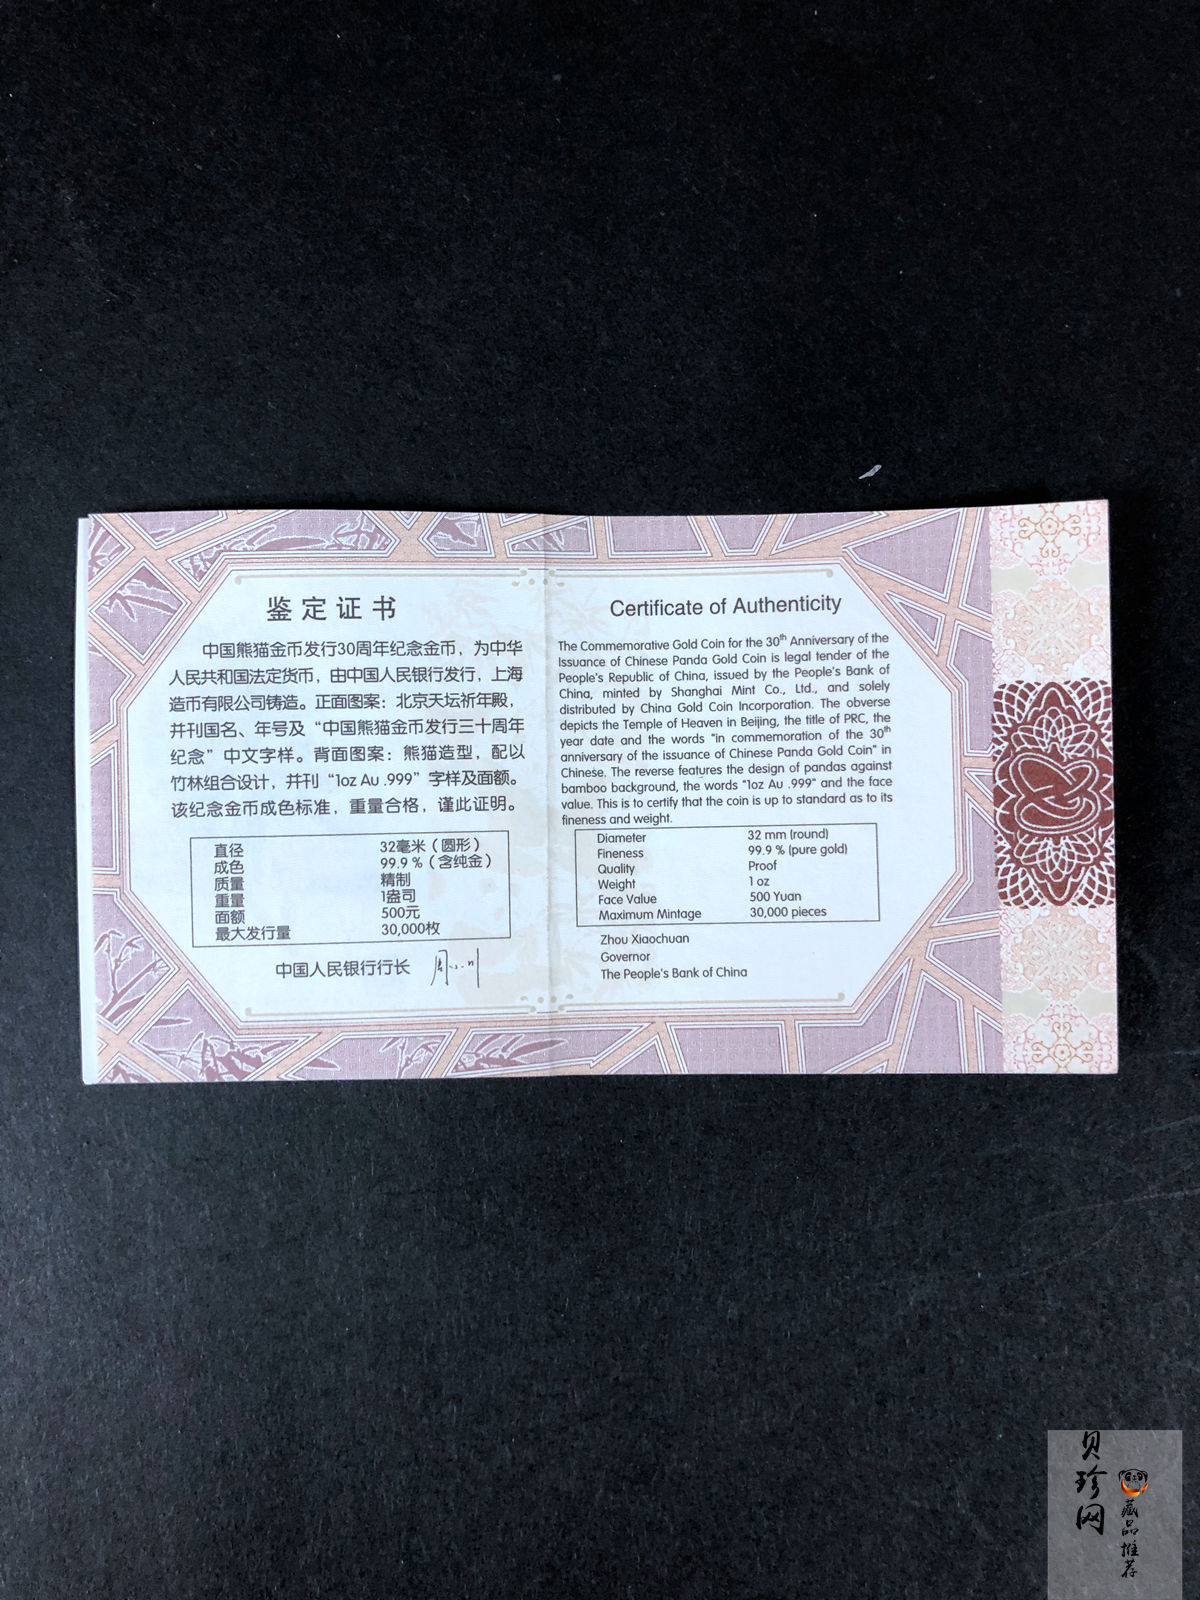 鉴定证书
中国熊猫金币发行30周年纪念金币，为中华
人民共和国法定货币，由中国人民银行发行，上海
造币有限公司铸造。正面图案：北京天坛祈年殿，
并刊国名、年号及“中国熊猫金币发行三十周年
纪念”中文字样。背面图案：熊猫造型，配以
竹林组合设计，并刊“1oz Au .999”字样及面额。
该纪念金币成色标准，重量合格，谨此证明。
直径 32毫米（圆形）
成色 99.9％（含纯金）
质量 精制
重量 1盎司
面额 500元
最大发行量 30,000枚
中国人民银行行长
Certificate of Authenticity
The Commemorative Gold Coin for the 30th Anniversary of the
Issuance of Chinese Panda Gold Coin is legal tender of the
People's Republic of China, issued by the People's Bank of
China, minted by Shanghai Mint Co., Ltd., and solely
distributed by China Gold Coin Incorporation. The obverse
depicts the Temple of Heaven in Beijing, the title of PRC, the
year date and the words "in commemoration of the 30th
anniversary of the issuance of Chinese Panda Gold Coin" in
Chinese. The reverse features the design of pandas against
bamboo background, the words "1oz Au .999" and the face
value. This is to certify that the coin is up to standard as to its
fineness and weight.
Diameter 32 mm (round)
Fineness 99.9 % (pure gold)
Quality Proof
Weight 1 oz
Face Value 500 Yuan
Maximum Mintage 30,000 pieces
Zhou Xiaochuan
Governor
The People's Bank of China
贝珍网
藏品推荐